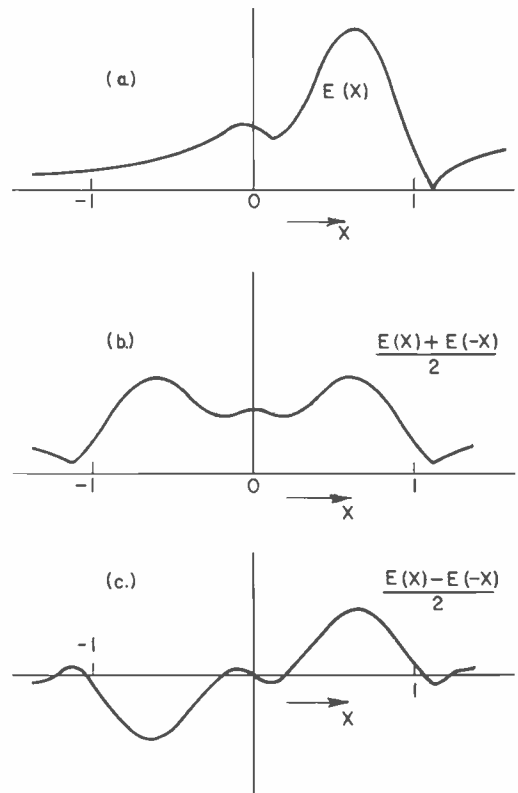 (a)
E (X)
-1 0 1
X
(b.)
E(X) + E(-X)
2
-1 0 1
X
(c.)
E(X) - E(-X)
2
-1
1
X